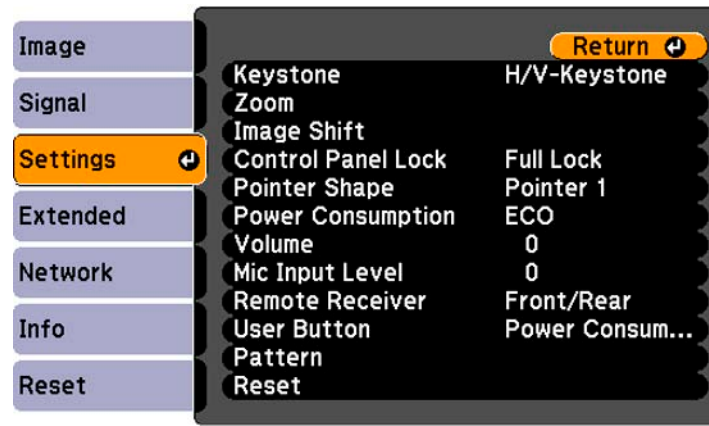 Image
Signal
Settings
Extended
Network
Info
Reset
Return
Keystone H/V-Keystone
Zoom
Image Shift
Control Panel Lock Full Lock
Pointer Shape Pointer 1
Power Consumption ECO
Volume 0
Mic Input Level 0
Remote Receiver Front/Rear
User Button Power Consum...
Pattern
Reset